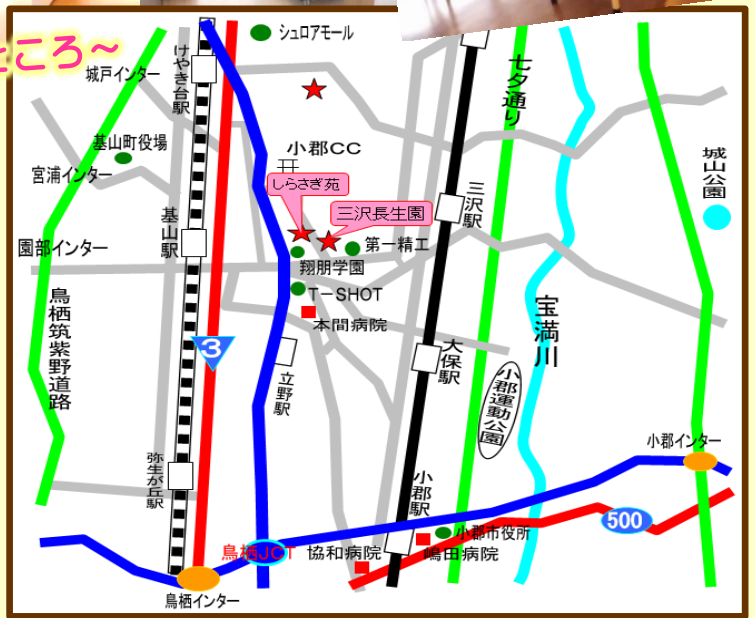 ところ～
シュロアモール
けやき台駅
城戸インター
七夕通り
基山町役場
小郡CC
宮浦インター
城山公園
しらさぎ苑
三沢駅
三沢長生園
基山駅
第一精工
園部インター
翔朋学園
T－SHOT
鳥栖筑紫野道路
宝満川
本間病院
3
大保駅
立野駅
小郡運動公園
小郡インター
弥生が丘駅
小郡駅
500
小郡市役所
鳥栖JCT
協和病院
嶋田病院
鳥栖インター